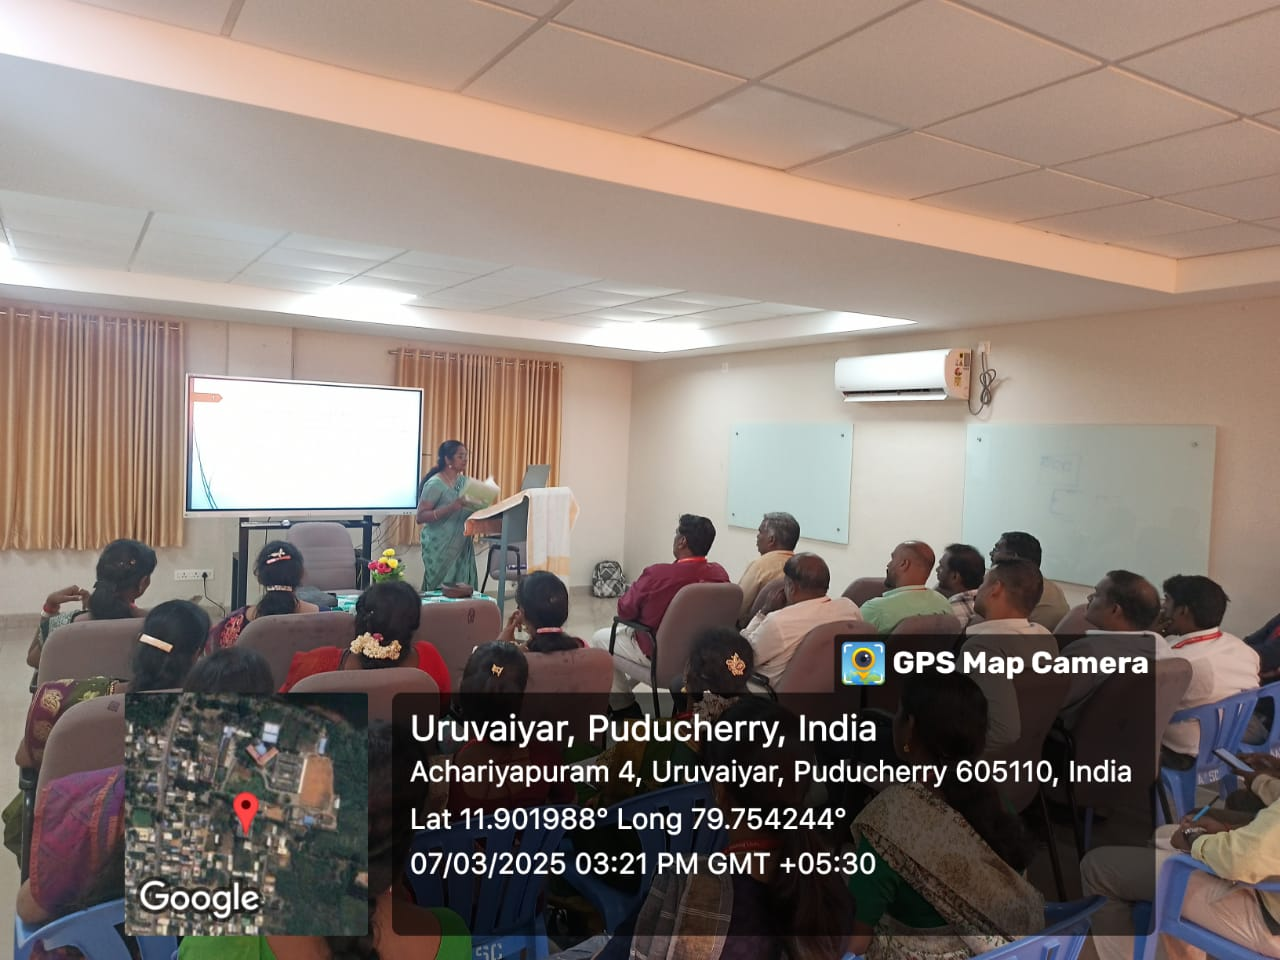 GPS Map Camera
Uruvaiyar, Puducherry, India
Achariyapuram 4, Uruvaiyar, Puducherry 605110, India
Lat 11.901988° Long 79.754244°
07/03/2025 03:21 PM GMT +05:30
Google